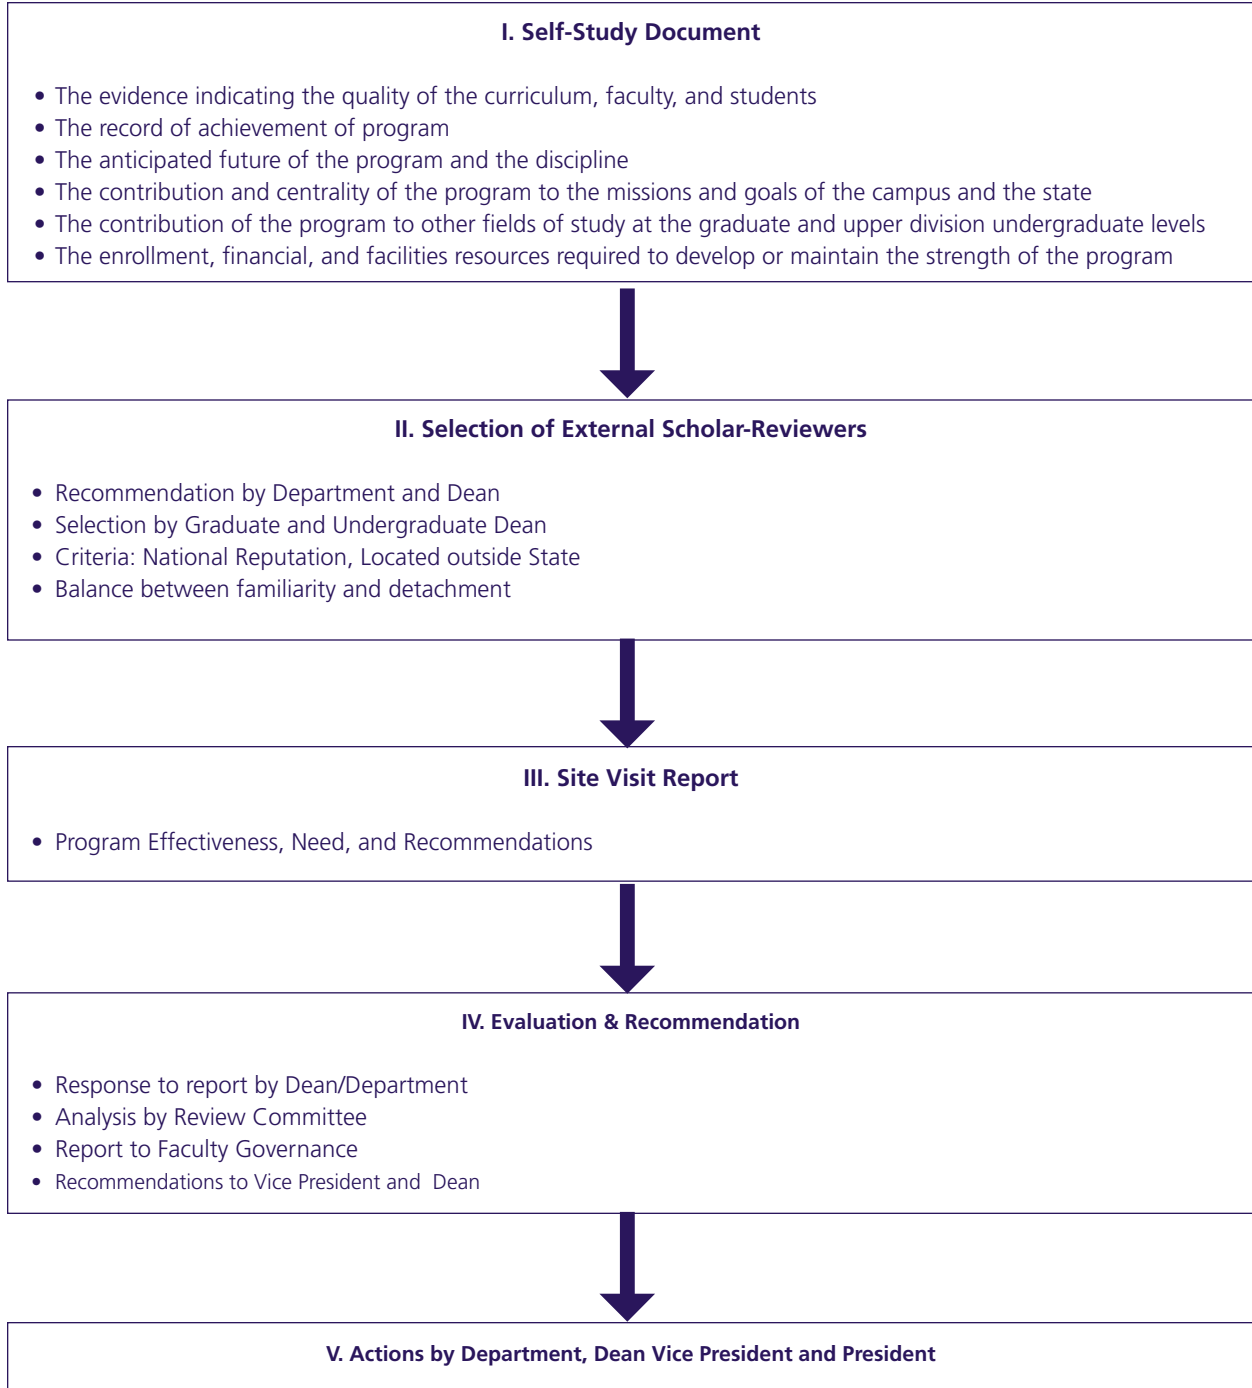 I. Self-Study Document
• The evidence indicating the quality of the curriculum, faculty, and students
• The record of achievement of program
• The anticipated future of the program and the discipline
• The contribution and centrality of the program to the missions and goals of the campus and the state
• The contribution of the program to other fields of study at the graduate and upper division undergraduate levels
• The enrollment, financial, and facilities resources required to develop or maintain the strength of the program
II. Selection of External Scholar-Reviewers
• Recommendation by Department and Dean
• Selection by Graduate and Undergraduate Dean
• Criteria: National Reputation, Located outside State
• Balance between familiarity and detachment
III. Site Visit Report
• Program Effectiveness, Need, and Recommendations
IV. Evaluation & Recommendation
• Response to report by Dean/Department
• Analysis by Review Committee
• Report to Faculty Governance
• Recommendations to Vice President and  Dean
V. Actions by Department, Dean Vice President and President